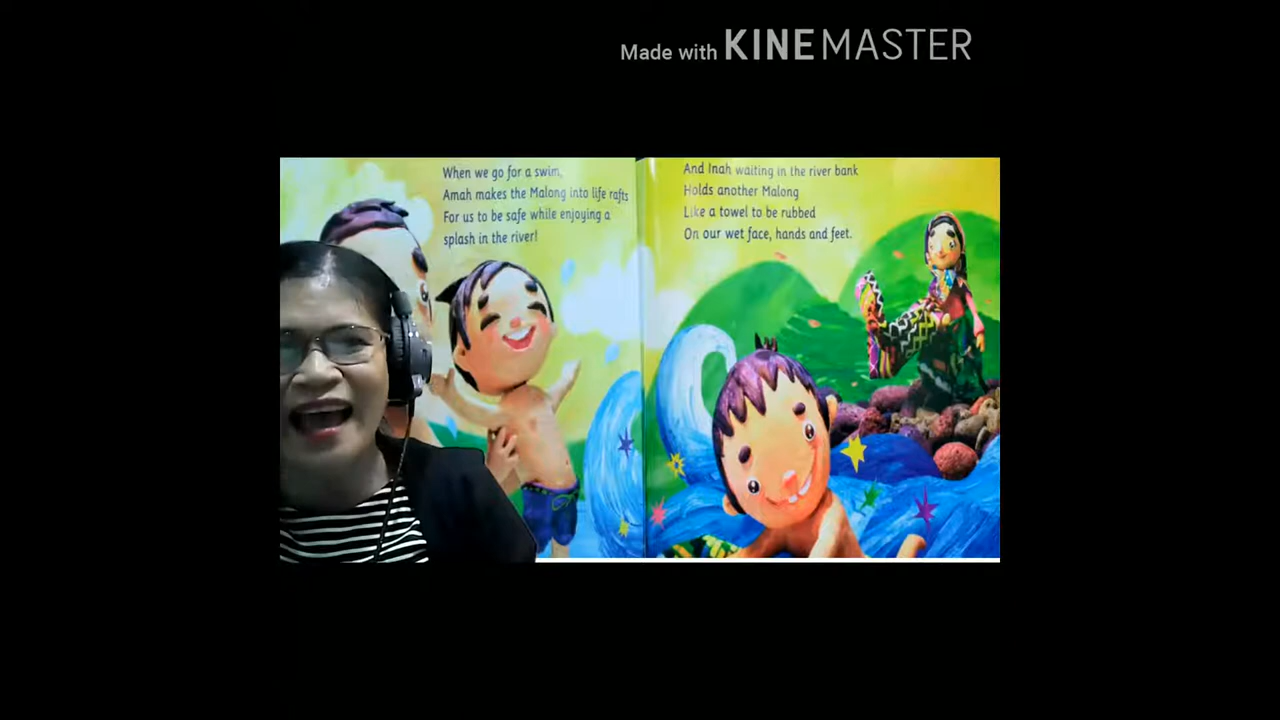 Made with KINEMASTER
When we go for a swim,
Amah makes the Malong into life rafts
For us to be safe while enjoying a
splash in the river!
And Inah waiting in the river bank
Holds another Malong
Like a towel to be rubbed
On our wet face, hands and feet.